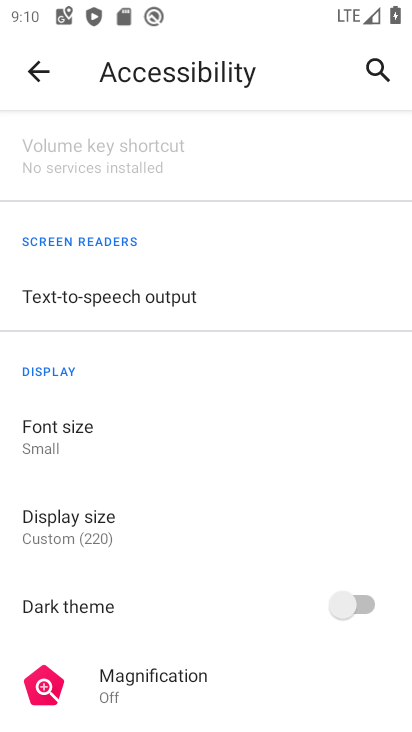 9:10
LTE
Accessibility
Volume key shortcut
No services installed
SCREEN READERS
Text-to-speech output
DISPLAY
Font size
Small
Display size
Custom (220)
Dark theme
Magnification
Off